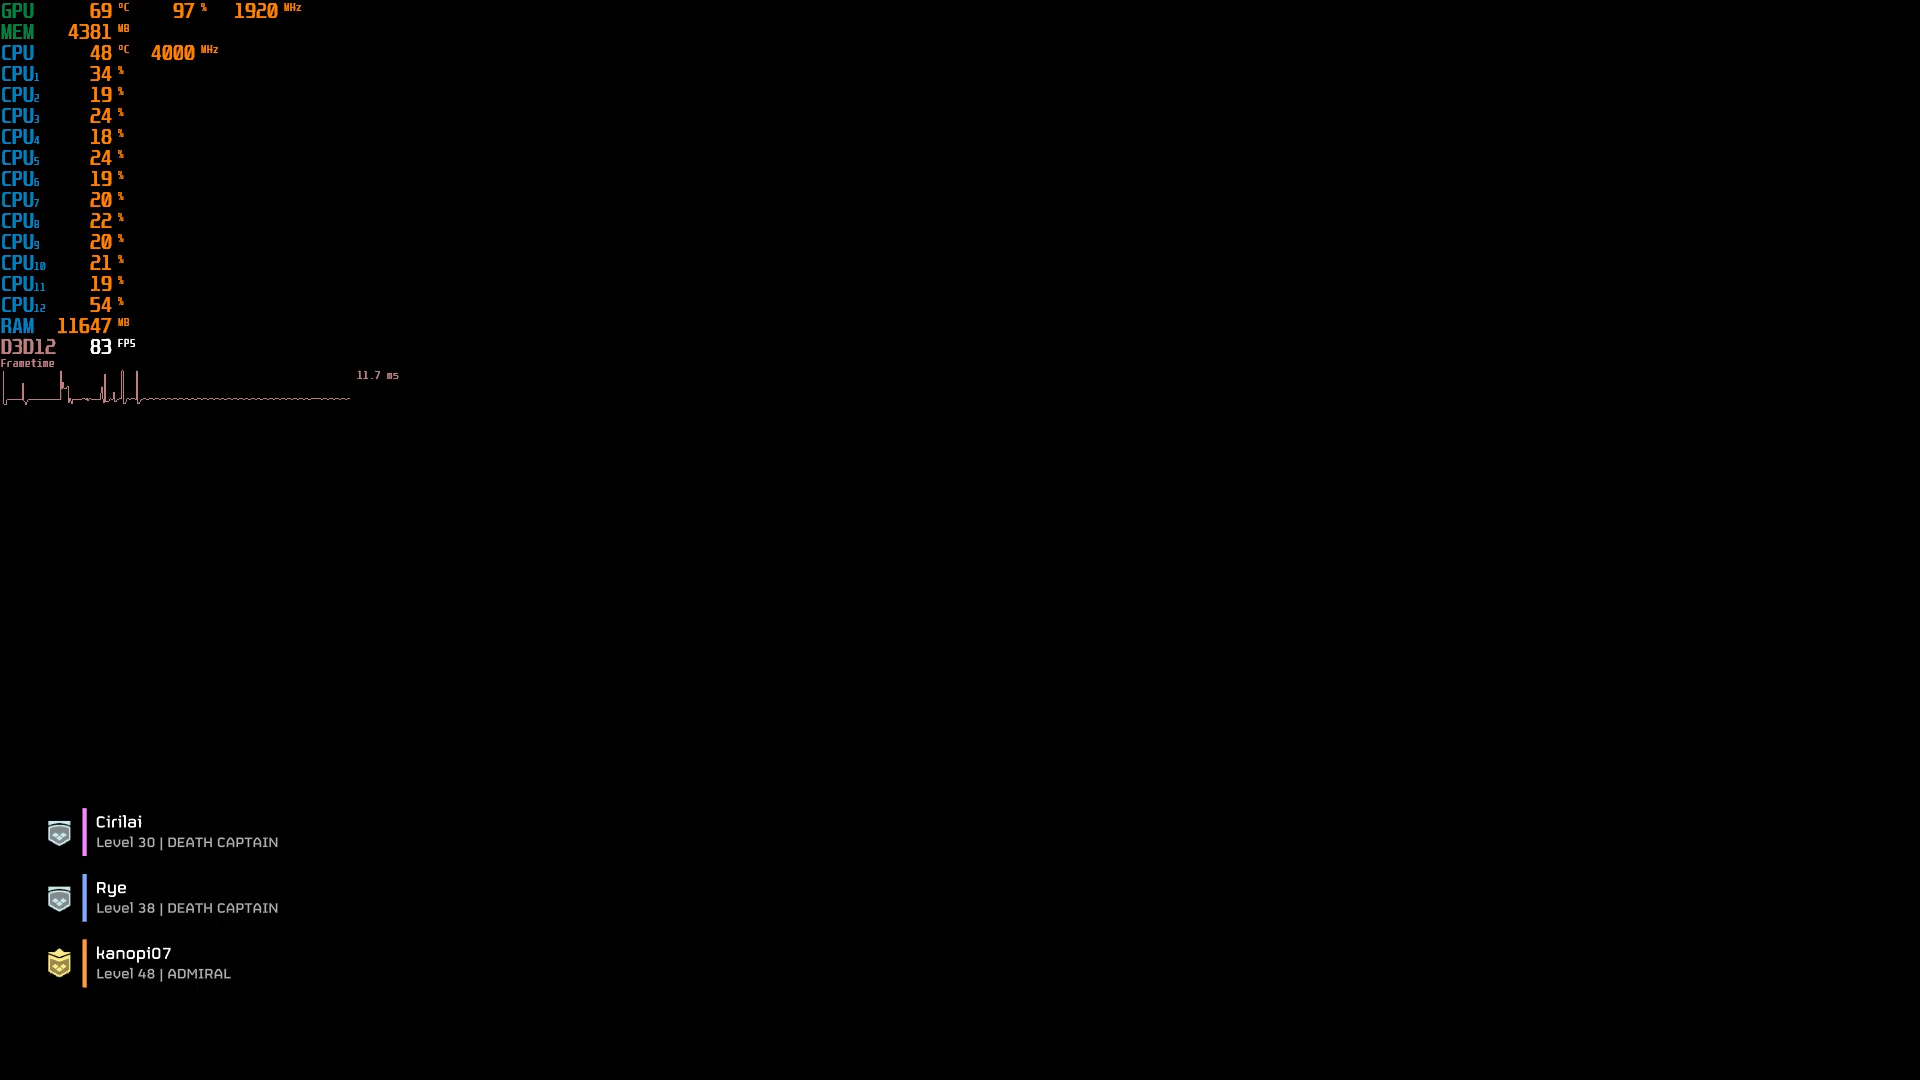 GPU 69 °C 97 % 1920 MHz
MEM 4381 MB
CPU 48 °C 4000 MHz
CPU1 34 %
CPU2 19 %
CPU3 24 %
CPU4 18 %
CPU5 24 %
CPU6 19 %
CPU7 20 %
CPU8 22 %
CPU9 20 %
CPU10 21 %
CPU11 19 %
CPU12 54 %
RAM 11647 MB
D3D12 83 FPS
Frametime
11.7 ms
Cirilai
Level 30 | DEATH CAPTAIN
Rye
Level 38 | DEATH CAPTAIN
kanopi07
Level 48 | ADMIRAL